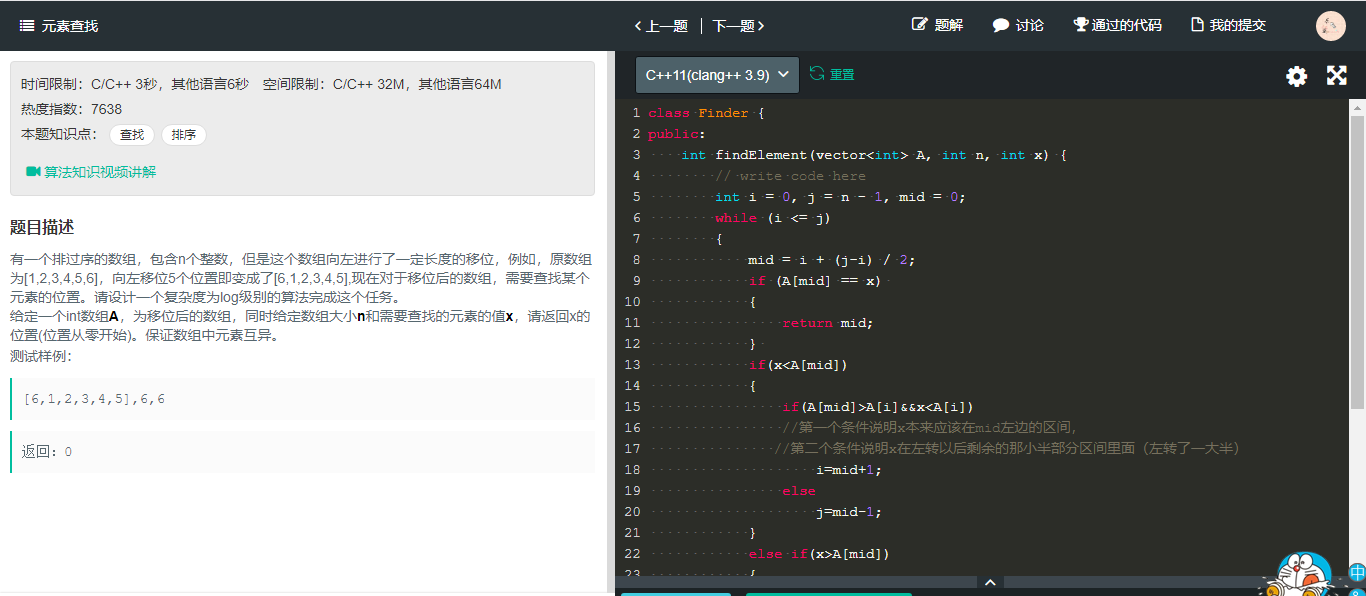 元素查找
上一题 下一题
题解 讨论 通过的代码 我的提交
时间限制：C/C++ 3秒，其他语言6秒 空间限制：C/C++ 32M，其他语言64M
热度指数：7638
本题知识点： 查找 排序
算法知识视频讲解
题目描述
有一个排过序的数组，包含n个整数，但是这个数组向左进行了一定长度的移位，例如，原数组
为[1,2,3,4,5,6]，向左移位5个位置即变成了[6,1,2,3,4,5],现在对于移位后的数组，需要查找某个
元素的位置。请设计一个复杂度为log级别的算法完成这个任务。
给定一个int数组A，为移位后的数组，同时给定数组大小n和需要查找的元素的值x，请返回x的
位置(位置从零开始)。保证数组中元素互异。
测试样例：
[6,1,2,3,4,5],6,6
返回：0
C++11(clang++ 3.9) 重置
1 class Finder {
2 public:
3 int findElement(vector<int> A, int n, int x) {
4 // write code here
5 int i = 0, j = n - 1, mid = 0;
6 while (i <= j)
7 {
8 mid = i + (j-i) / 2;
9 if (A[mid] == x)
10 {
11 return mid;
12 }
13 if(x<A[mid])
14 {
15 if(A[mid]>A[i]&&x<A[i])
16 //第一个条件说明x本来应该在mid左边的区间，
17 //第二个条件说明x在左转以后剩余的那小半部分区间里面（左转了一大半）
18 i=mid+1;
19 else
20 j=mid-1;
21 }
22 else if(x>A[mid])
23 {
中